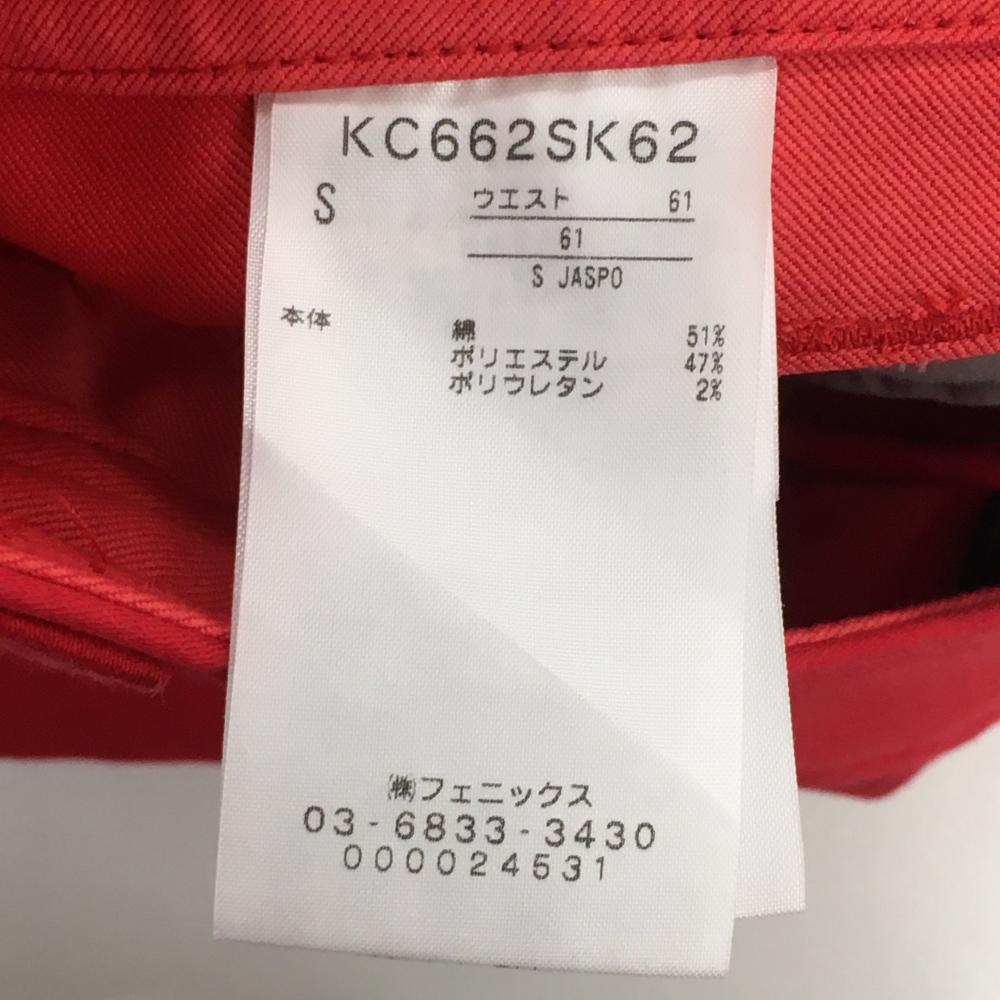 KC662SK62
S ウエスト 61
61
S JASPO
本体 綿 51%
ポリエステル 47%
ポリウレタン 2%
㈱フェニックス
03-6833-3430
000024531